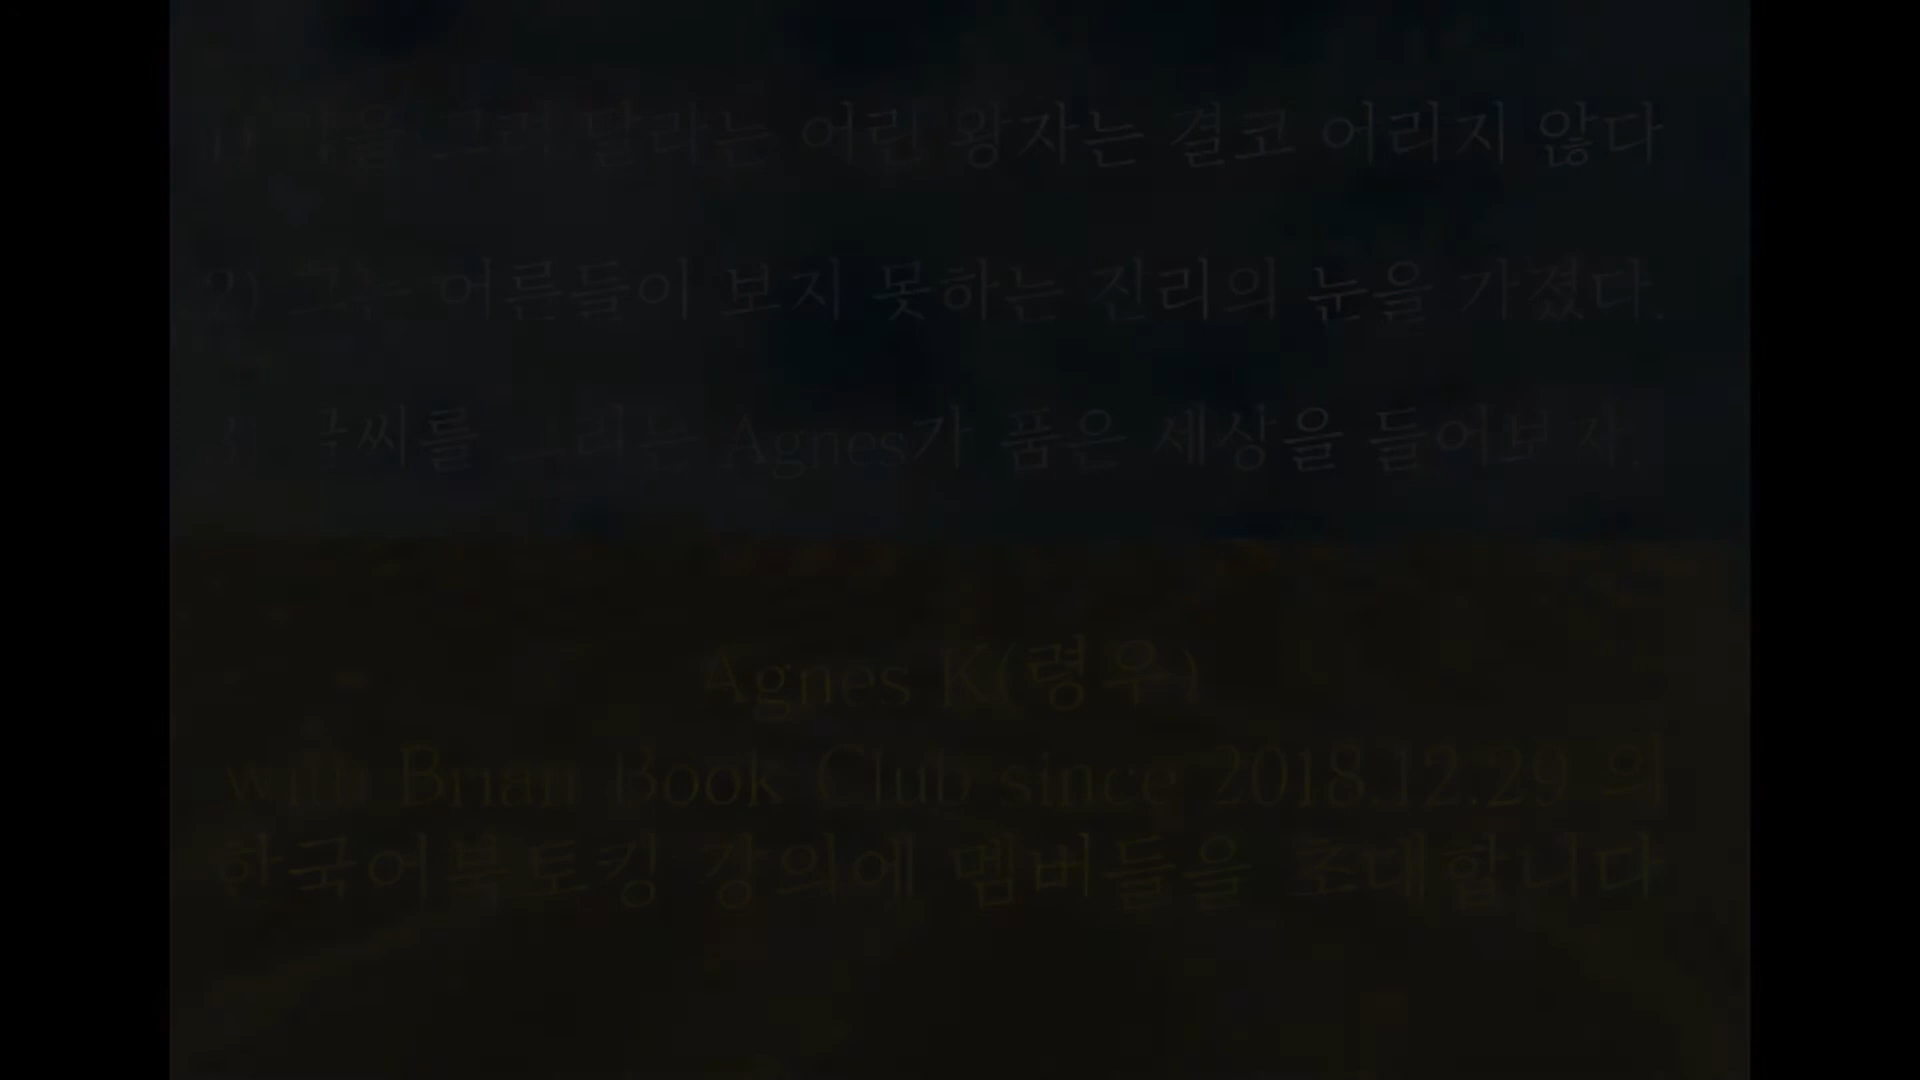 1) 양을 그려 달라는 어린 왕자는 결코 어리지 않다
2) 그는 어른들이 보지 못하는 진리의 눈을 가졌다.
3) 글씨를 그리는 Agnes가 품은 세상을 들어보자.
Agnes K(령우)
with Brian Book Club since 2018.12.29 의
한국어북토킹 강의에 멤버들을 초대합니다